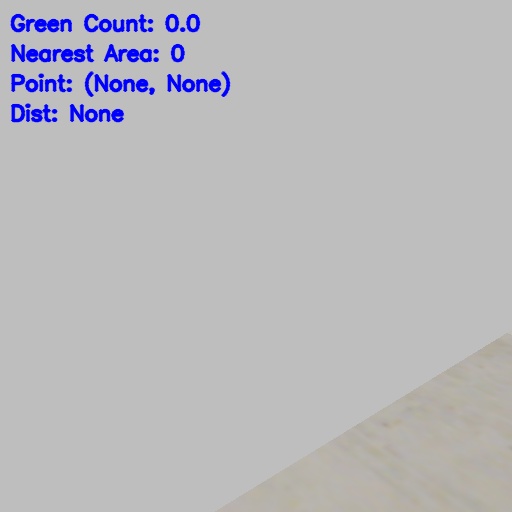 Green Count: 0.0
Nearest Area: 0
Point: (None, None)
Dist: None